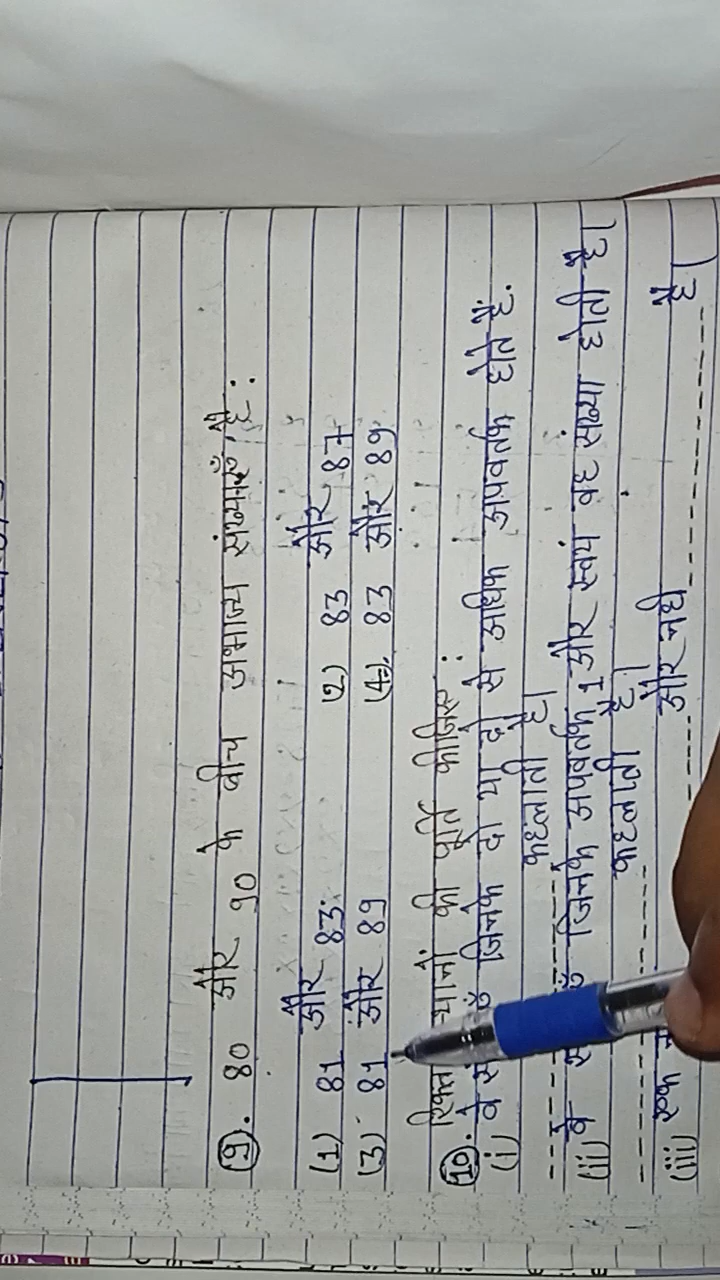 (9). 80 और 90 के बीच अभाज्य संख्याएँ हैं :
(1) 81 और 83. (2) 83 और 87
(3) 81 और 89 (4) 83 और 89
(10). रिक्त की पूर्ति कीजिए :
(i) वे जिनके दो या दो से अधिक अपवर्तक होते हैं.
कहलाती है।
(ii) वे जिनके अपवर्तक 1 और स्वयं वह संख्या होती है।
कहलाती है।
(iii) एक और नही है।